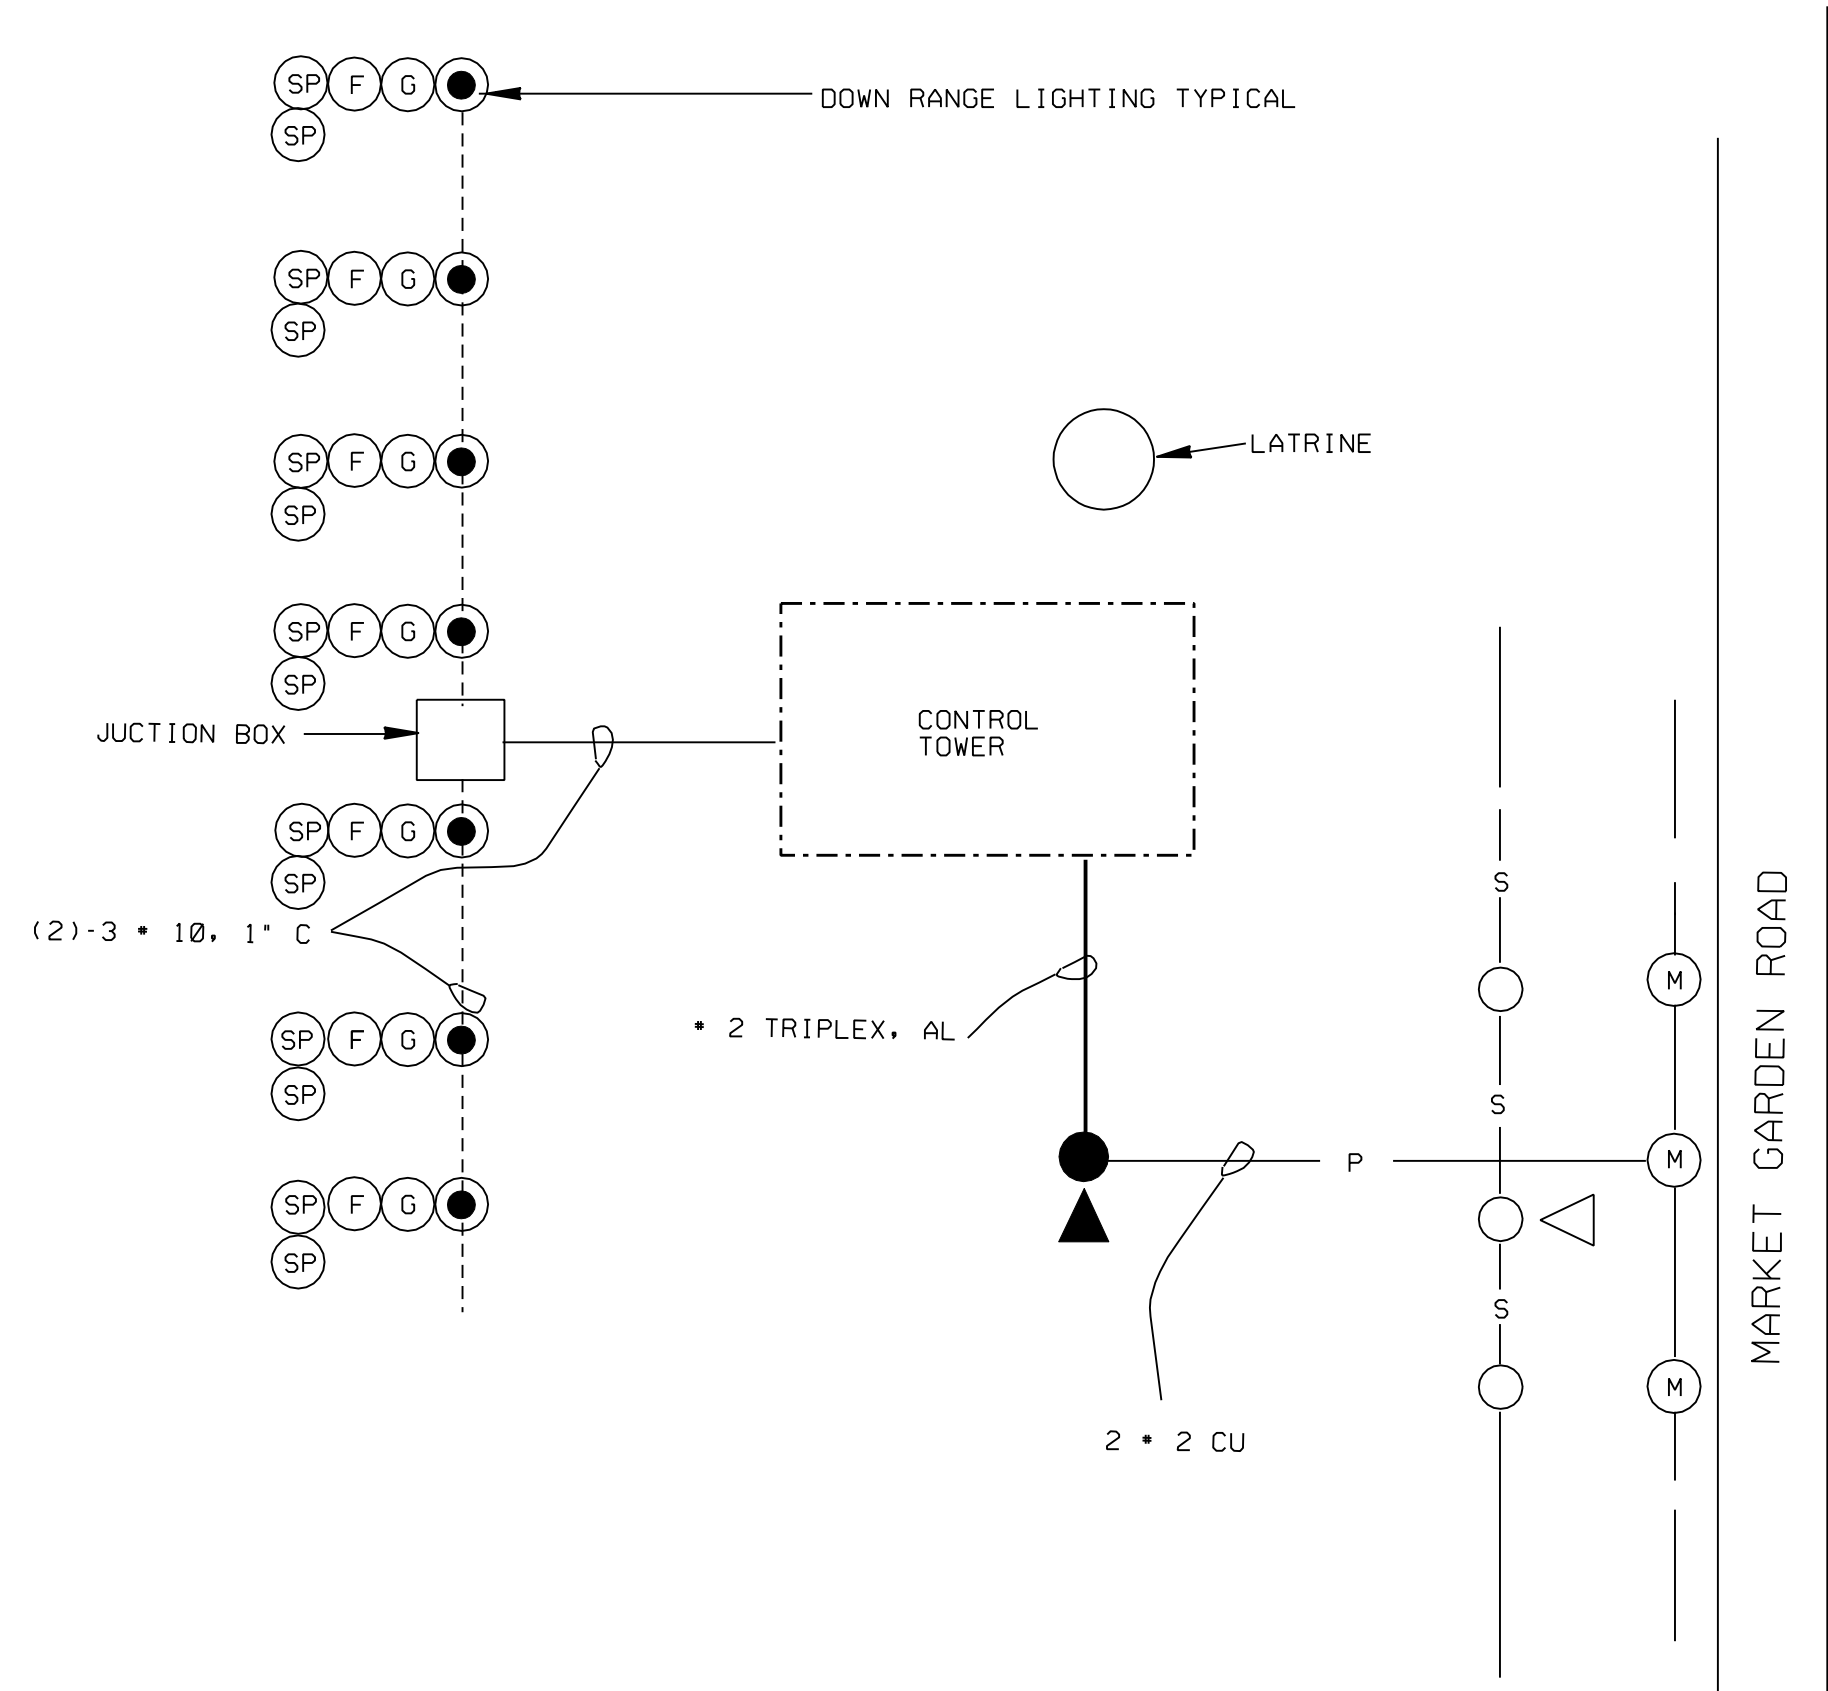 SP F G
DOWN RANGE LIGHTING TYPICAL
SP
SP F G
SP
LATRINE
SP F G
SP
SP F G
SP
JUCTION BOX
CONTROL
TOWER
SP F G
SP
S
(2)-3 # 10, 1" C
M
# 2 TRIPLEX, AL
SP F G
SP
S
P
M
SP F G
SP
S
M
2 # 2 CU
MARKET GARDEN ROAD